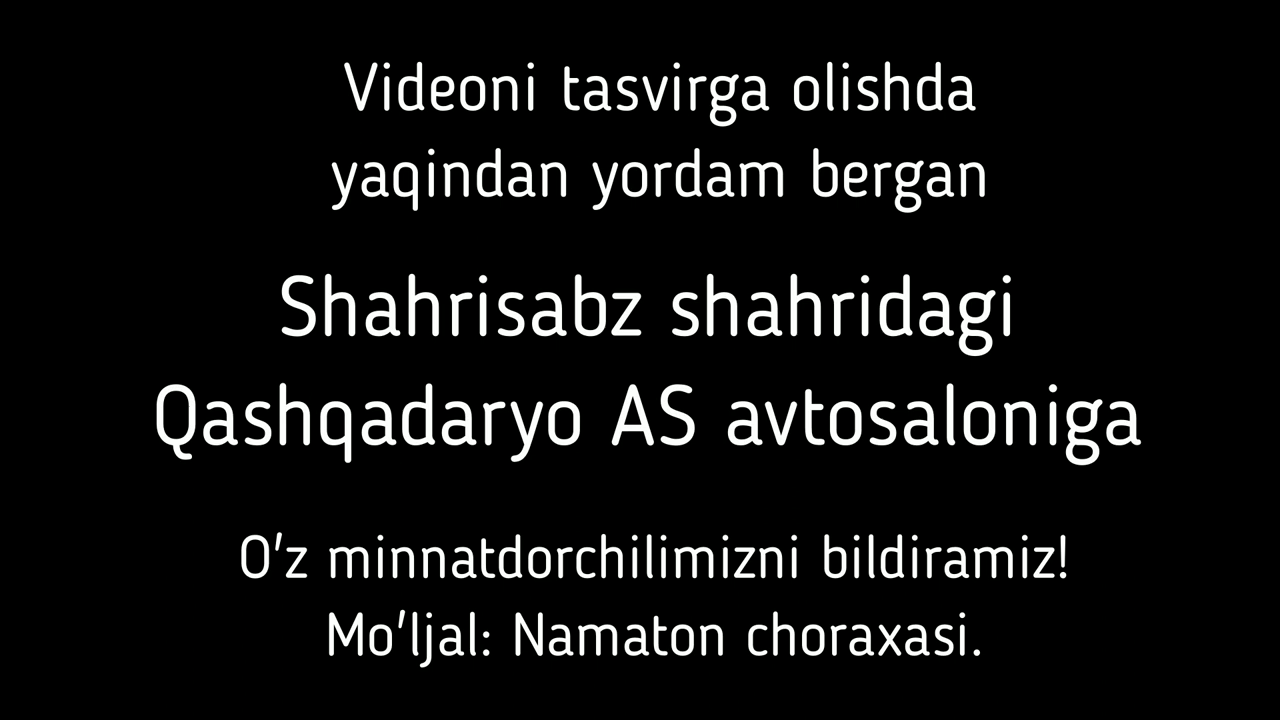 Videoni tasvirga olishda
yaqindan yordam bergan
Shahrisabz shahridagi
Qashqadaryo AS avtosaloniga
O'z minnatdorchilimizni bildiramiz!
Mo'ljal: Namaton choraxasi.